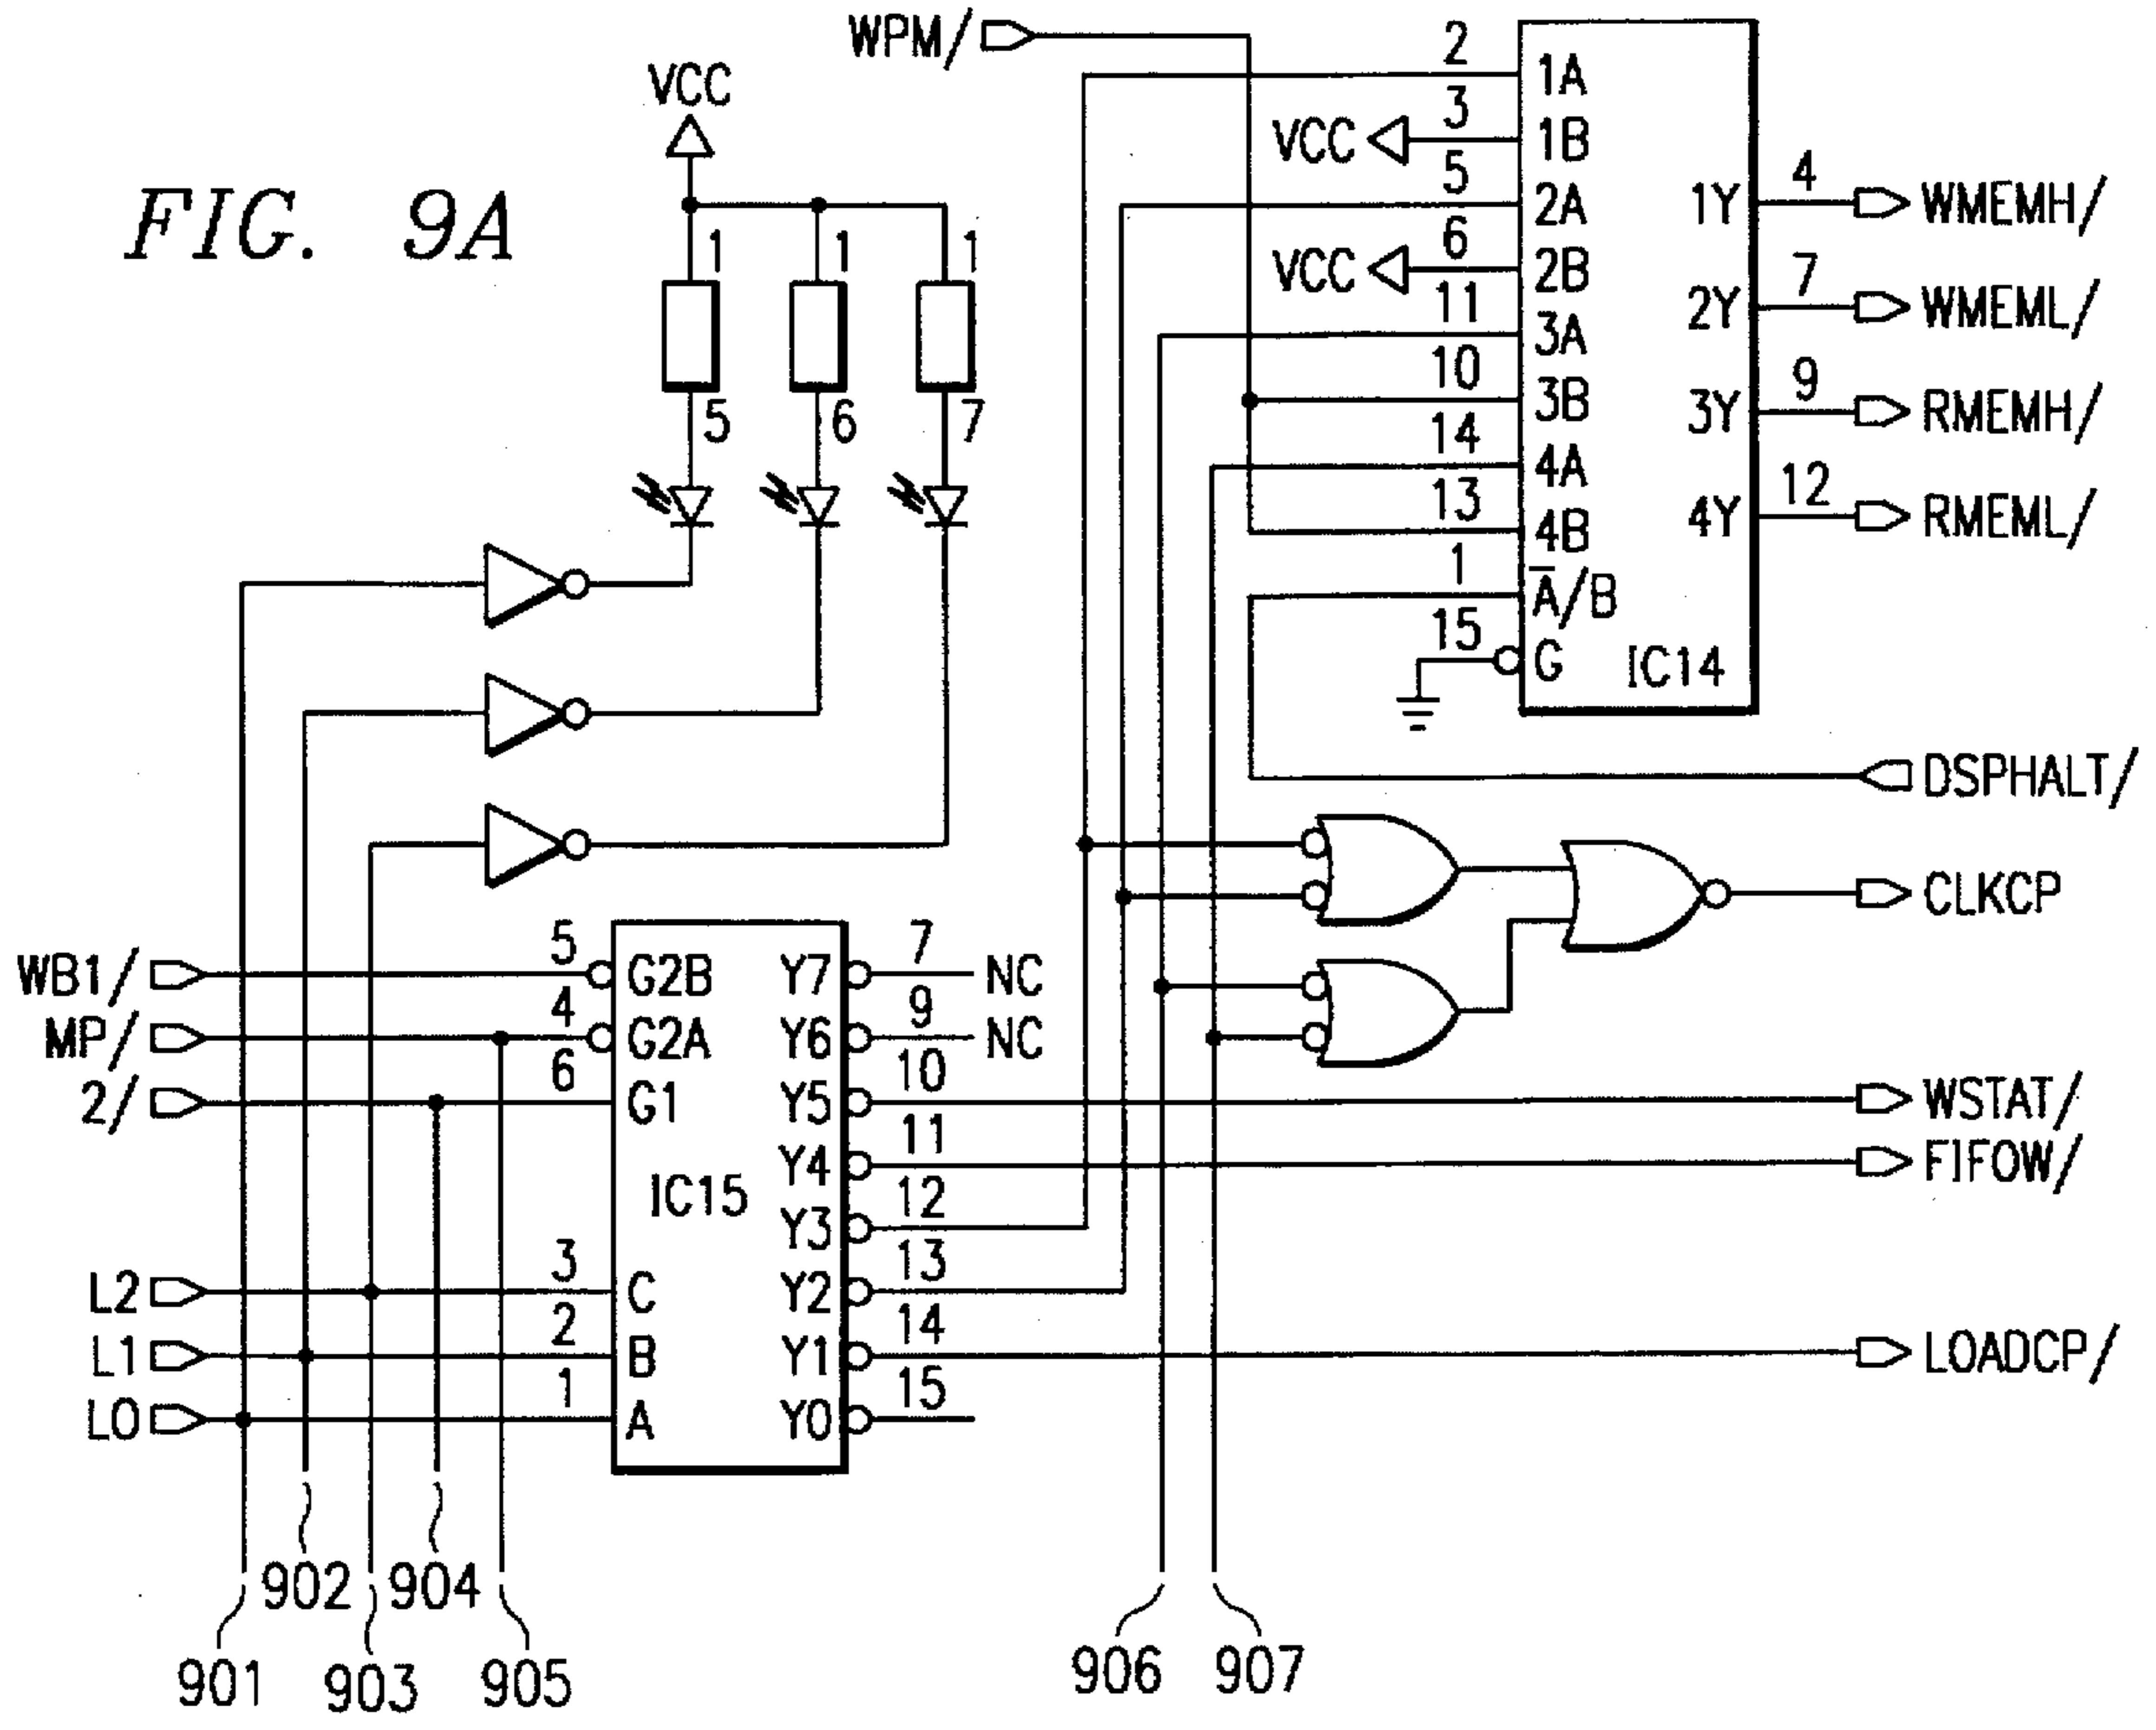 FIG. 9A
WPM/
VCC
1 1 1
5 6 7
2 1A
3 1B
VCC
5 2A
6 2B
VCC
11 3A
10 3B
14 4A
13 4B
1 A̅/B
15 G
IC14
1Y 4 WMEMH/
2Y 7 WMEML/
3Y 9 RMEMH/
4Y 12 RMEML/
DSPHALT/
CLKCP
WB1/ 5 G2B
MP/ 4 G2A
2/ 6 G1
IC15
L2 3 C
L1 2 B
L0 1 A
Y7 7 NC
Y6 9 NC
Y5 10 WSTAT/
Y4 11 FIFOW/
Y3 12
Y2 13
Y1 14 LOADCP/
Y0 15
902 904
901 903 905
906 907